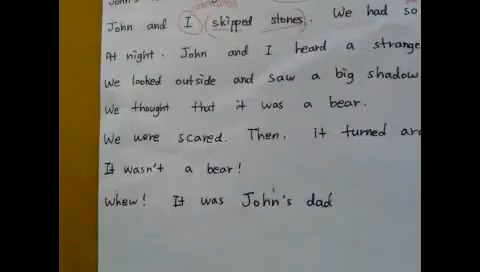 John and I skipped stones. We had so
At night. John and I heard a strange
We looked outside and saw a big shadow
We thought that it was a bear.
We were scared. Then, it turned aro
It wasn't a bear!
Whew! It was John's dad